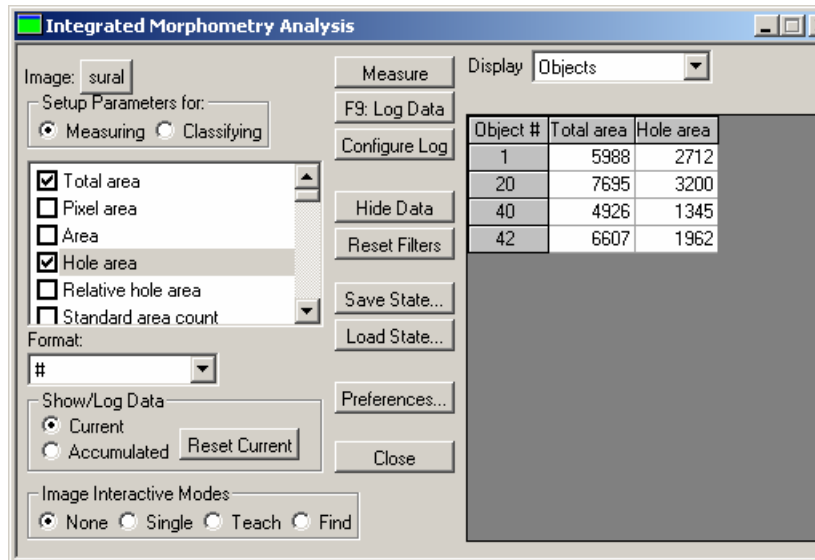 Integrated Morphometry Analysis
Image: sural
Setup Parameters for:
Measuring Classifying
Total area
Pixel area
Area
Hole area
Relative hole area
Standard area count
Format:
#
Show/Log Data
Current
Accumulated
Reset Current
Image Interactive Modes
None Single Teach Find
Measure
F9: Log Data
Configure Log
Hide Data
Reset Filters
Save State...
Load State...
Preferences...
Close
Display Objects
Object # Total area Hole area
1 5988 2712
20 7695 3200
40 4926 1345
42 6607 1962